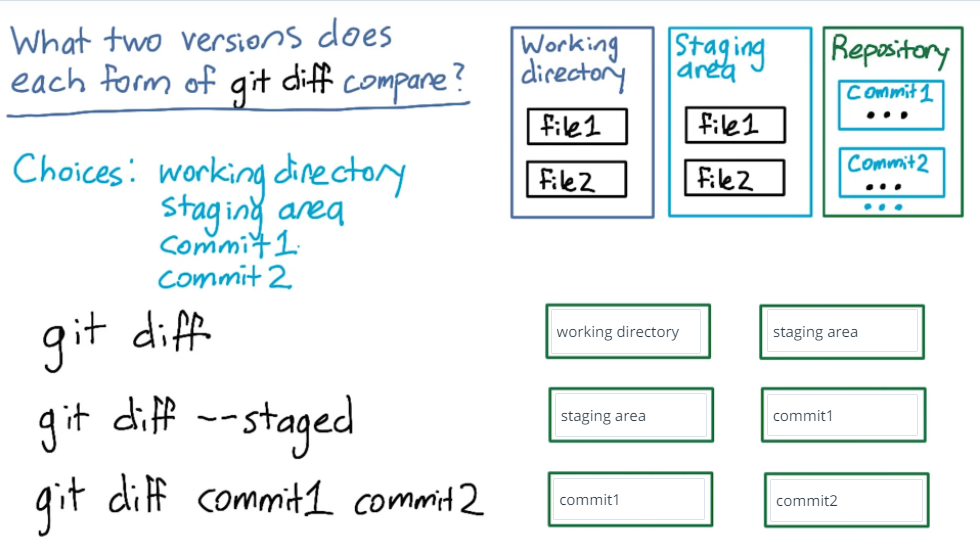 What two versions does
each form of git diff compare?
Choices: working directory
staging area
commit1
commit2
Working
directory
file1
file2
Staging
area
file1
file2
Repository
Commit1
...
Commit2
...
...
git diff
working directory
staging area
git diff --staged
staging area
commit1
git diff commit1 commit2
commit1
commit2